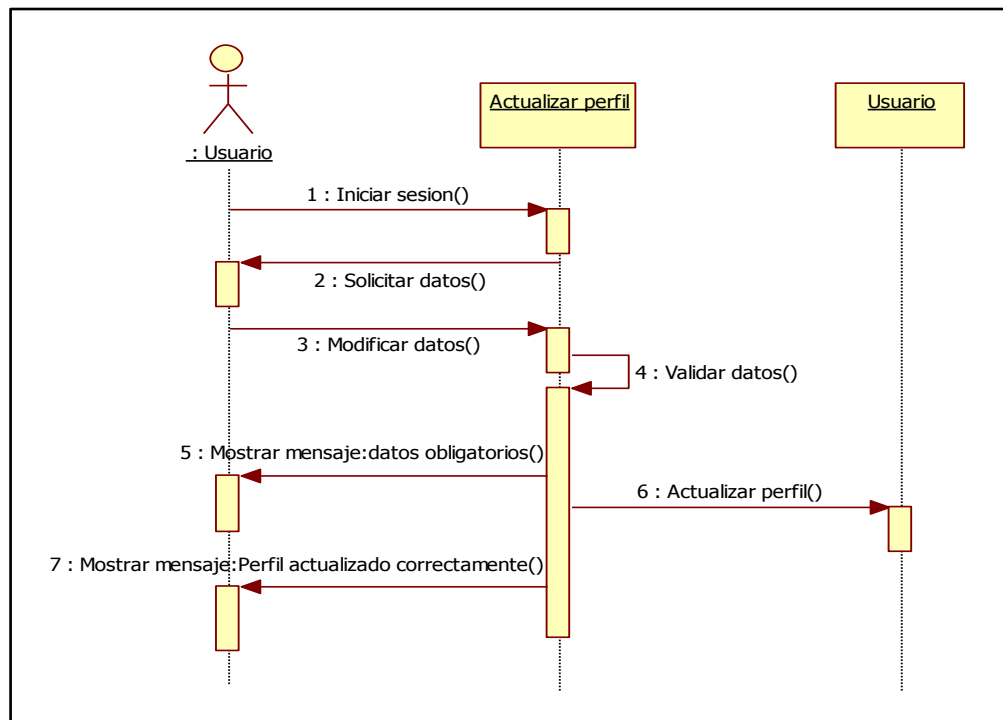 : Usuario
Actualizar perfil
Usuario
1 : Iniciar sesion()
2 : Solicitar datos()
3 : Modificar datos()
4 : Validar datos()
5 : Mostrar mensaje:datos obligatorios()
6 : Actualizar perfil()
7 : Mostrar mensaje:Perfil actualizado correctamente()